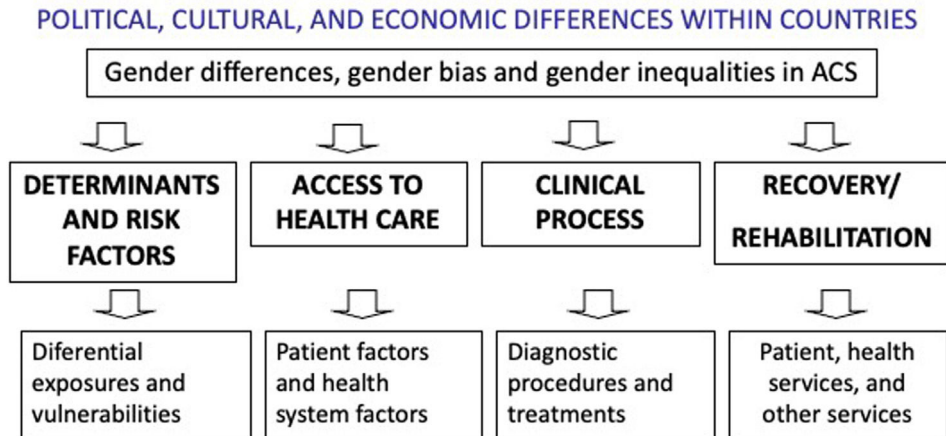 POLITICAL, CULTURAL, AND ECONOMIC DIFFERENCES WITHIN COUNTRIES
Gender differences, gender bias and gender inequalities in ACS
DETERMINANTS
AND RISK
FACTORS
ACCESS TO
HEALTH CARE
CLINICAL
PROCESS
RECOVERY/
REHABILITATION
Diferential
exposures and
vulnerabilities
Patient factors
and health
system factors
Diagnostic
procedures and
treatments
Patient, health
services, and
other services